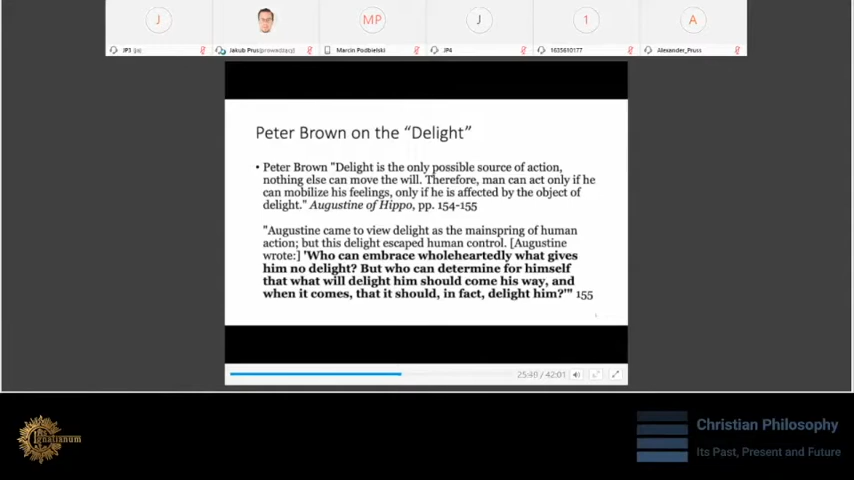 J
MP
J
1
A
JP3 (ja)
Jakub Prus(prowadzący)
Marcin Podbielski
JP4
1635610177
Alexander_Pruss
Peter Brown on the “Delight”
• Peter Brown "Delight is the only possible source of action,
nothing else can move the will. Therefore, man can act only if he
can mobilize his feelings, only if he is affected by the object of
delight." Augustine of Hippo, pp. 154-155
"Augustine came to view delight as the mainspring of human
action; but this delight escaped human control. [Augustine
wrote:] 'Who can embrace wholeheartedly what gives
him no delight? But who can determine for himself
that what will delight him should come his way, and
when it comes, that it should, in fact, delight him?'" 155
25:40 / 42:01
Ignatianum
Christian Philosophy
Its Past, Present and Future